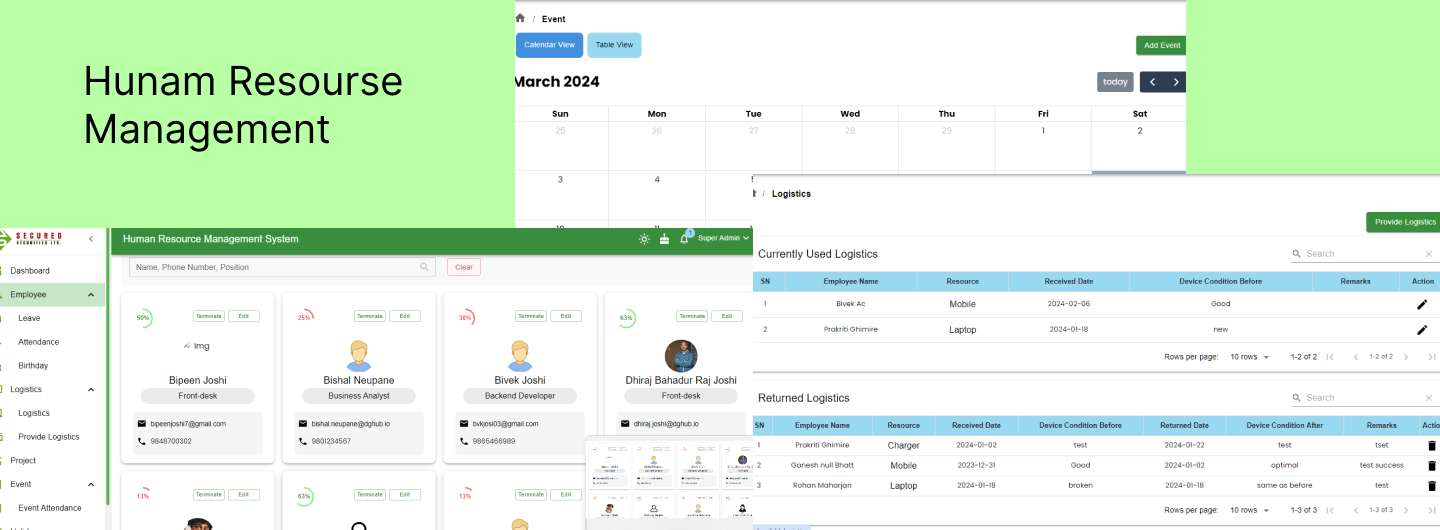 Hunam Resourse
Management
/ Event
Calendar View Table View Add Event
March 2024 today
Sun Mon Tue Wed Thu Fri Sat
25 26 27 28 29 1 2
3 4
/ Logistics
Provide Logistics
Currently Used Logistics Search
SN Employee Name Resource Received Date Device Condition Before Remarks Action
1 Bivek Ac Mobile 2024-02-06 Good
2 Prakriti Ghimire Laptop 2024-01-18 new
Rows per page: 10 rows 1-2 of 2 1-2 of 2
Returned Logistics Search
SN Employee Name Resource Received Date Device Condition Before Returned Date Device Condition After Remarks Actio
1 Prakriti Ghimire Charger 2024-01-02 test 2024-01-22 test tset
2 Ganesh null Bhatt Mobile 2023-12-31 Good 2024-01-02 optimal test success
3 Rohan Maharjan Laptop 2024-01-18 broken 2024-01-18 same as before test
Rows per page: 10 rows 1-3 of 3 1-3 of 3
SECURED
SECURITIES LTD.
Dashboard
Employee
Leave
Attendance
Birthday
Logistics
Logistics
Provide Logistics
Project
Event
Event Attendance
Human Resource Management System 1 Super Admin
Name, Phone Number, Position Clear
50% Terminate Edit
Img
Bipeen Joshi
Front-desk
bipeenjoshi7@gmail.com
9848700302
25% Terminate Edit
Bishal Neupane
Business Analyst
bishal.neupane@dghub.io
9801234567
38% Terminate Edit
Bivek Joshi
Backend Developer
bvkjosi03@gmail.com
9865466989
63% Terminate Edit
Dhiraj Bahadur Raj Joshi
Front-desk
dhiraj.joshi@dghub.io
13% Terminate Edit
63% Terminate Edit
13% Terminate Edit